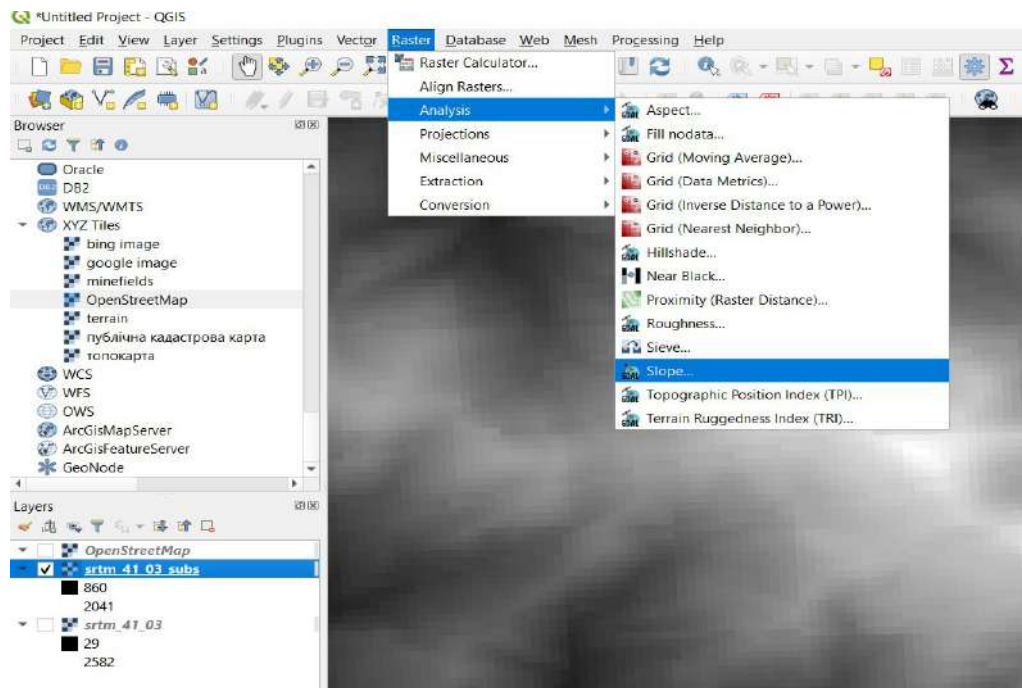 *Untitled Project - QGIS
Project Edit View Layer Settings Plugins Vector Raster Database Web Mesh Processing Help
Raster Calculator...
Align Rasters...
Analysis
Projections
Miscellaneous
Extraction
Conversion
Aspect...
Fill nodata...
Grid (Moving Average)...
Grid (Data Metrics)...
Grid (Inverse Distance to a Power)...
Grid (Nearest Neighbor)...
Hillshade...
Near Black...
Proximity (Raster Distance)...
Roughness...
Sieve...
Slope...
Topographic Position Index (TPI)...
Terrain Ruggedness Index (TRI)...
Browser
Oracle
DB2
WMS/WMTS
XYZ Tiles
bing image
google image
minefields
OpenStreetMap
terrain
публічна кадастрова карта
топокарта
WCS
WFS
OWS
ArcGisMapServer
ArcGisFeatureServer
GeoNode
Layers
OpenStreetMap
srtm_41_03_subs
860
2041
srtm_41_03
29
2582